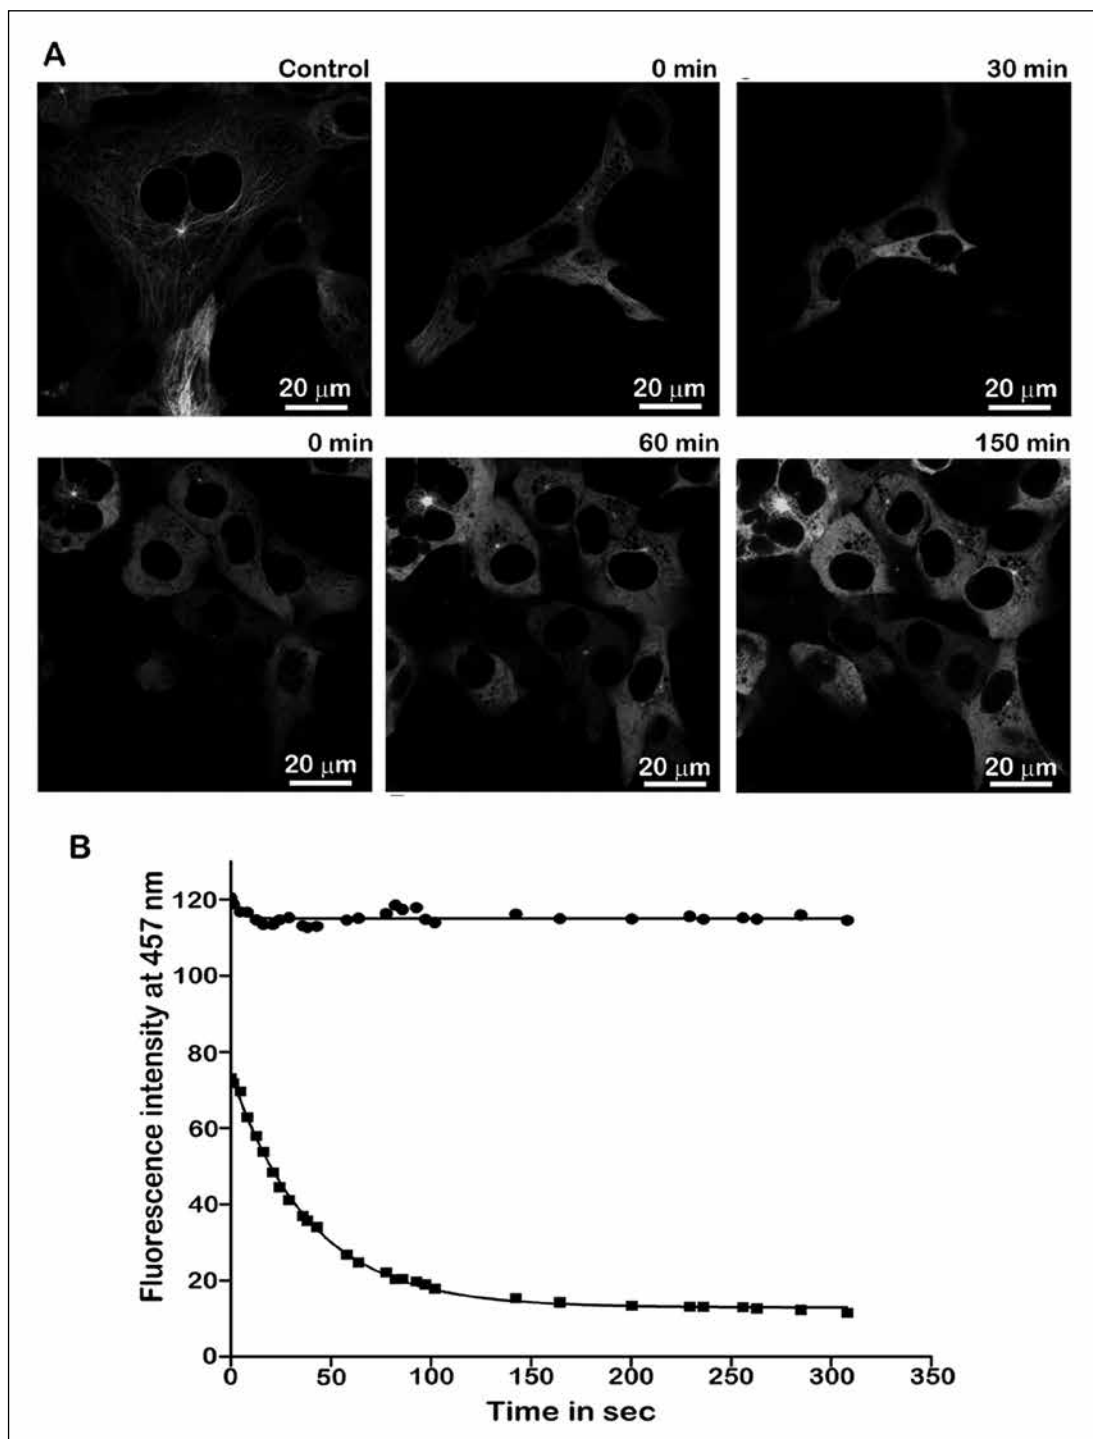 A
Control
0 min
30 min
20 μm
20 μm
20 μm
0 min
60 min
150 min
20 μm
20 μm
20 μm
B
Fluorescence intensity at 457 nm
120
100
80
60
40
20
0
0 50 100 150 200 250 300 350
Time in sec